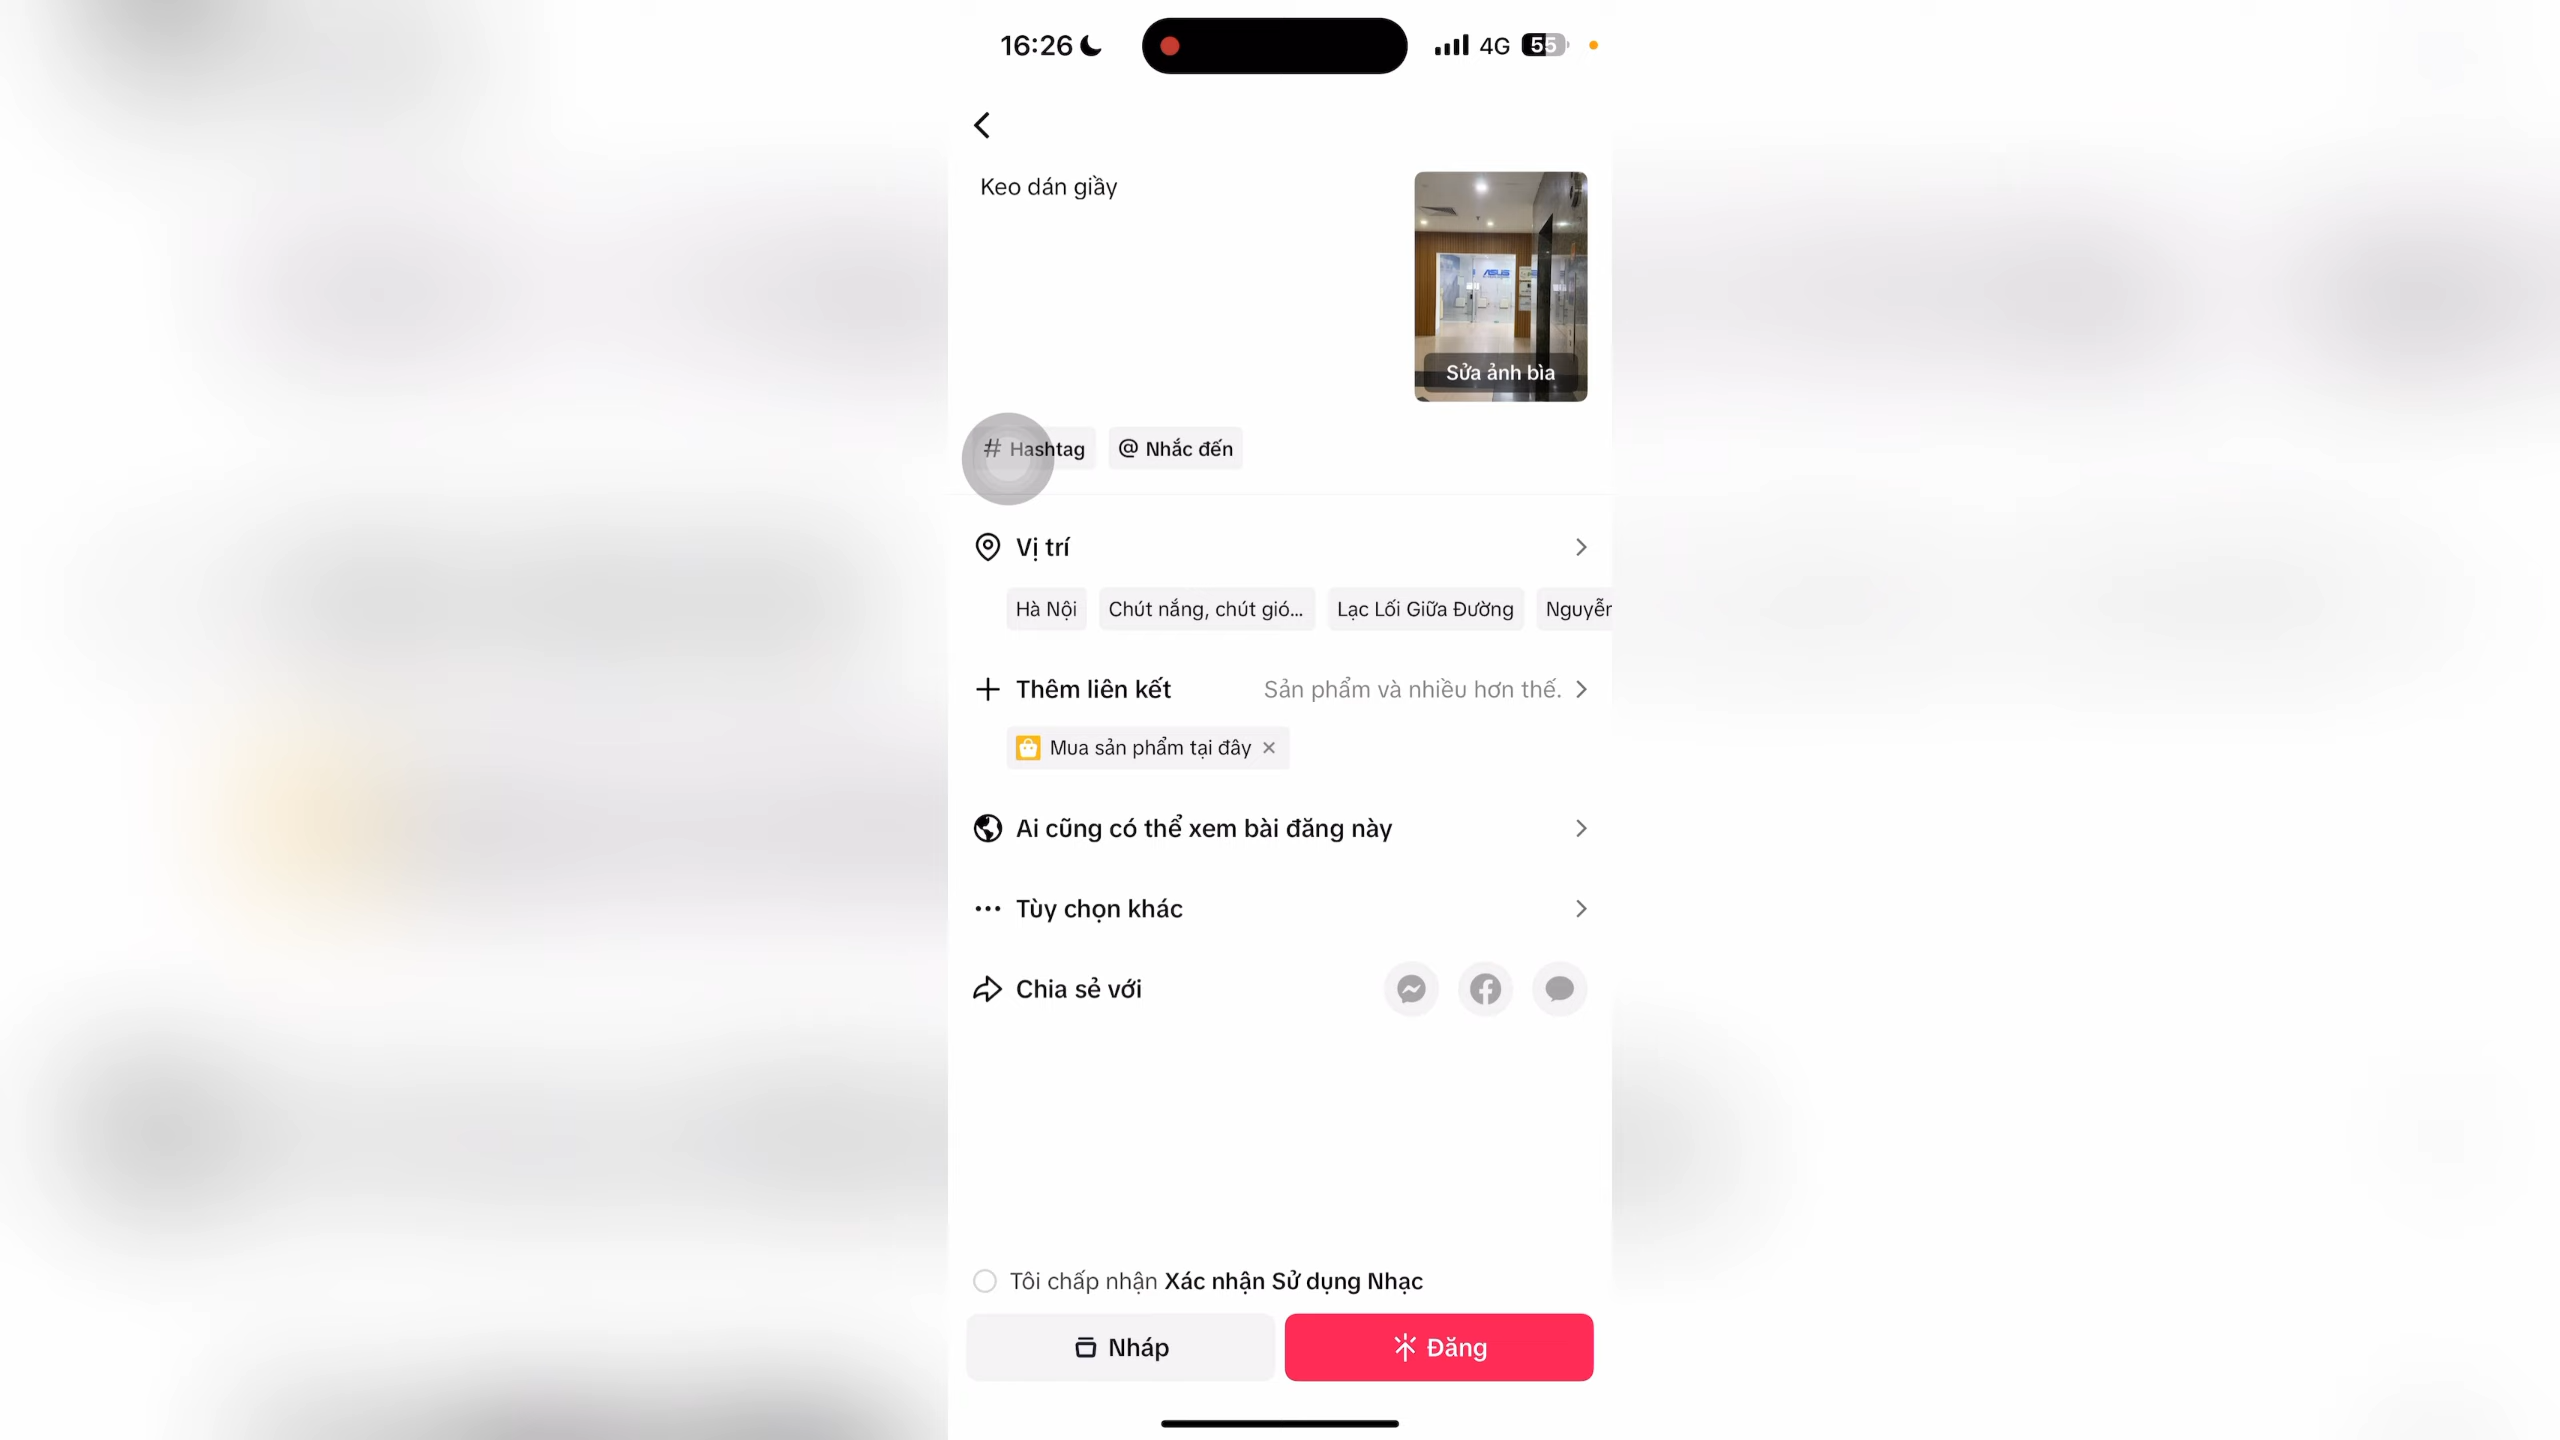 16:26
4G 55
Keo dán giầy
ASUS
Sửa ảnh bìa
# Hashtag @ Nhắc đến
Vị trí
Hà Nội Chút nắng, chút gió... Lạc Lối Giữa Đường Nguyễn
Thêm liên kết Sản phẩm và nhiều hơn thế.
Mua sản phẩm tại đây ×
Ai cũng có thể xem bài đăng này
Tùy chọn khác
Chia sẻ với
Tôi chấp nhận Xác nhận Sử dụng Nhạc
Nháp Đăng